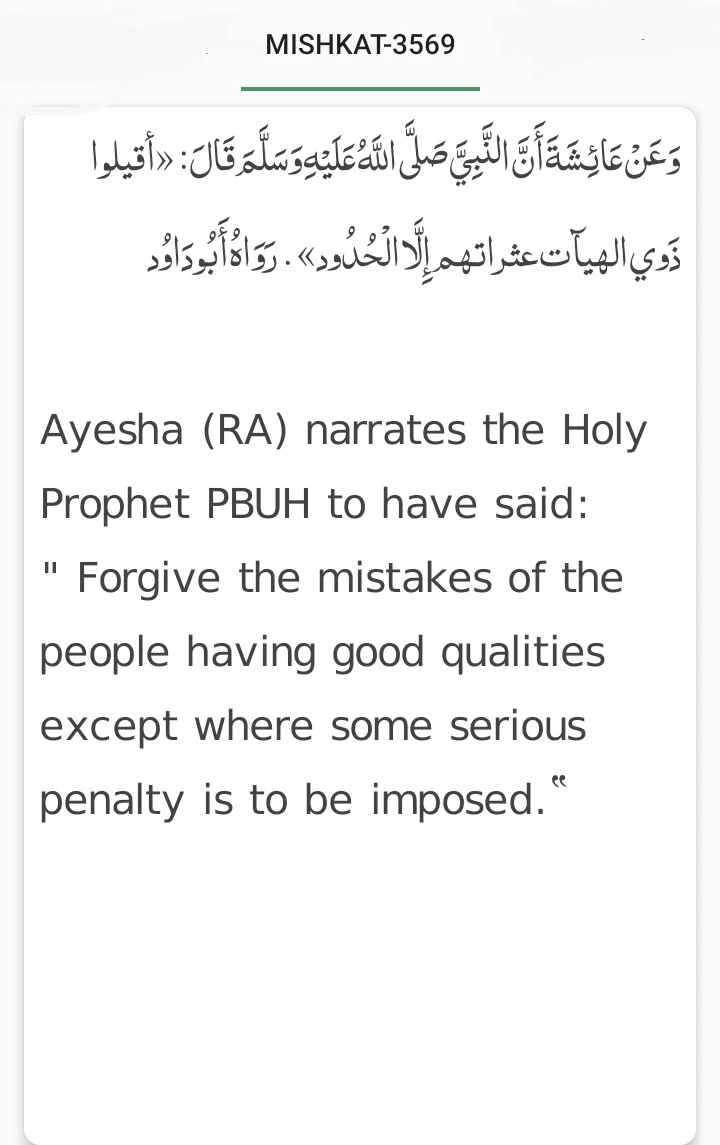 MISHKAT-3569
وَعَنْ عَائِشَةَ أَنَّ النَّبِيَّ صَلَّى اللَّهُ عَلَيْهِ وَسَلَّمَ قَالَ: «أَقِيلوا
ذَوي الهيآت عثراتهم إِلَّا الْحُدُود». رَوَاهُ أَبُو دَاوُد
Ayesha (RA) narrates the Holy
Prophet PBUH to have said:
" Forgive the mistakes of the
people having good qualities
except where some serious
penalty is to be imposed.‟